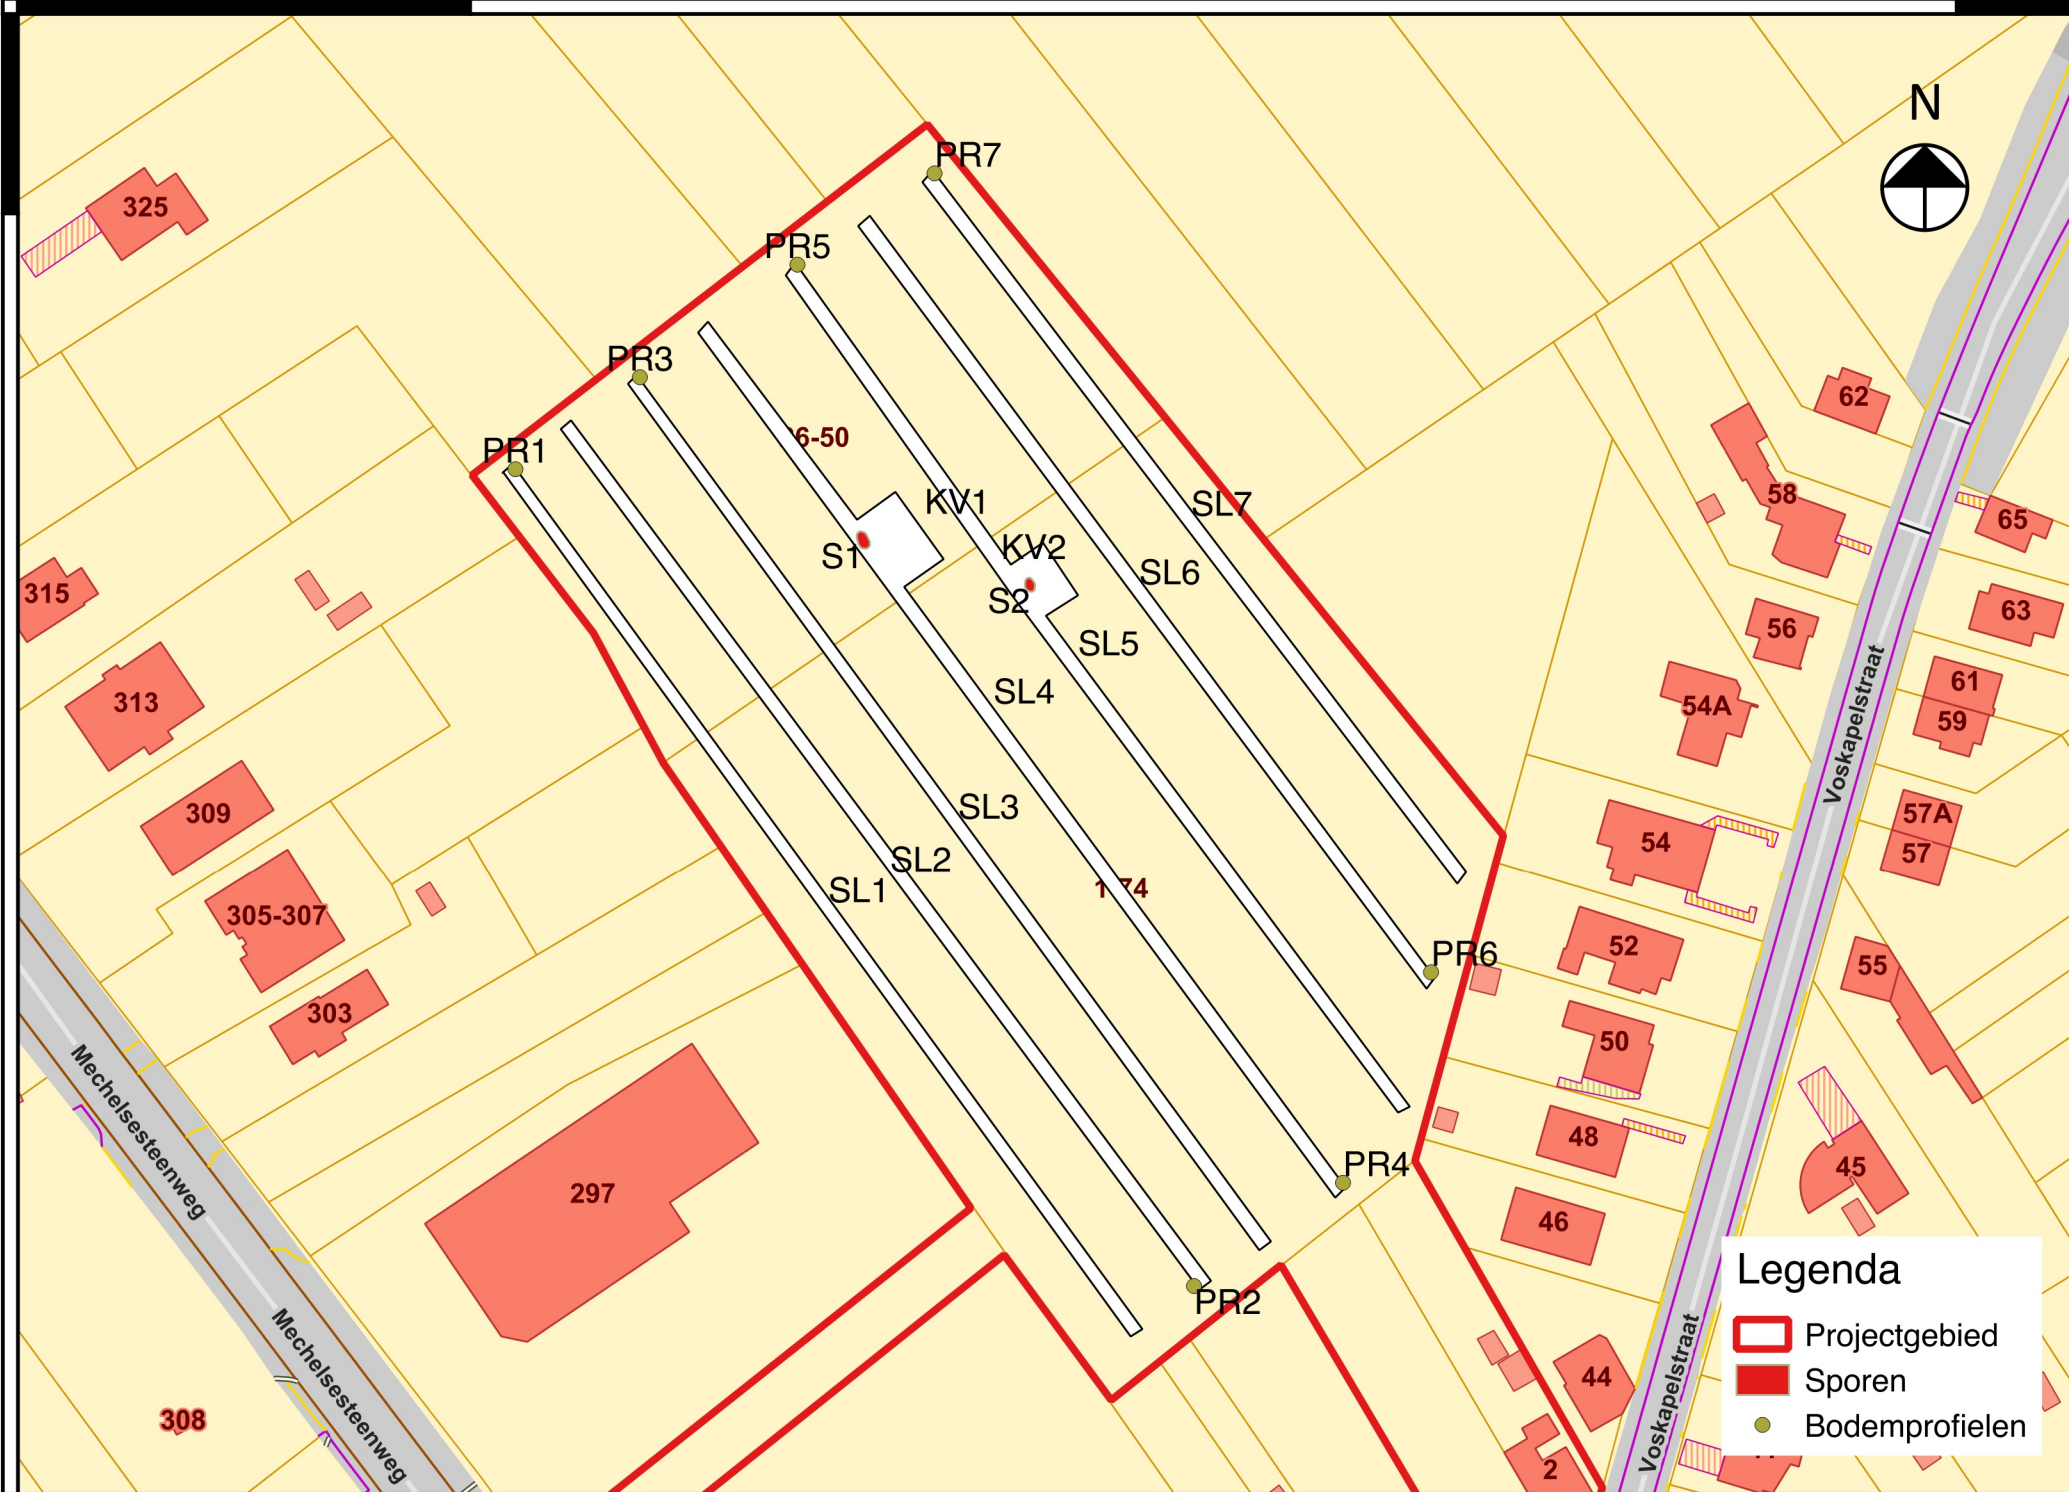 N
PR7
325
PR5
PR3
62
6-50
PR1
58
KV1
SL7
65
S1
KV2
SL6
315
S2
63
56
SL5
61
SL4
54A
313
59
Voskapelstraat
SL3
309
57A
54
57
SL2
SL1
1 74
305-307
52
PR6
55
303
50
Mechelsesteenweg
48
PR4
45
297
46
Legenda
PR2
Projectgebied
44
Sporen
Voskapelstraat
Mechelsesteenweg
308
Bodemprofielen
2